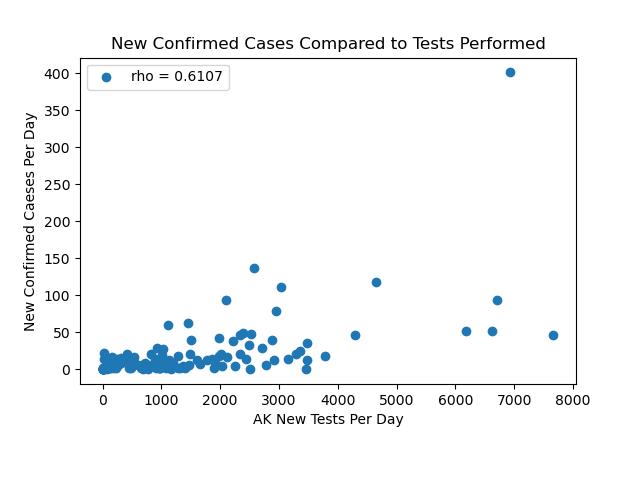 New Confirmed Cases Compared to Tests Performed
rho = 0.6107
400
350
300
250
200
150
100
50
0
New Confirmed Caeses Per Day
0 1000 2000 3000 4000 5000 6000 7000 8000
AK New Tests Per Day